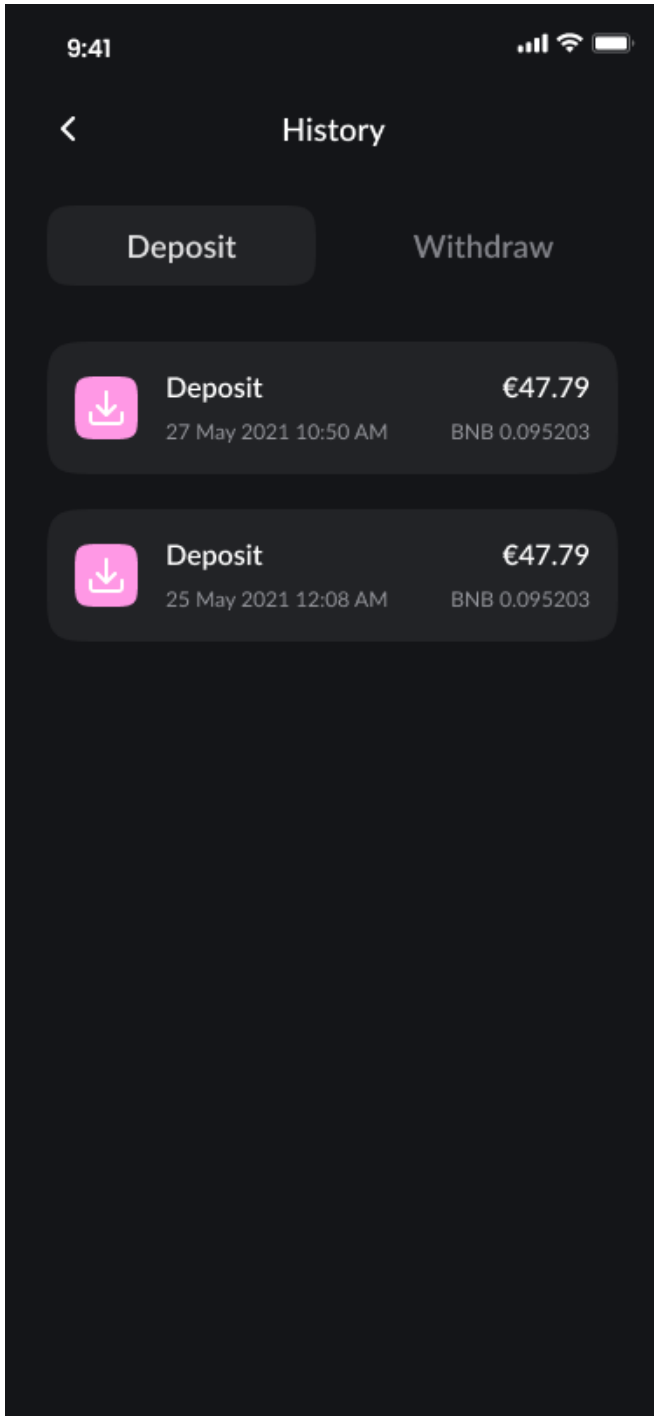 9:41
History
Deposit Withdraw
Deposit €47.79
27 May 2021 10:50 AM BNB 0.095203
Deposit €47.79
25 May 2021 12:08 AM BNB 0.095203